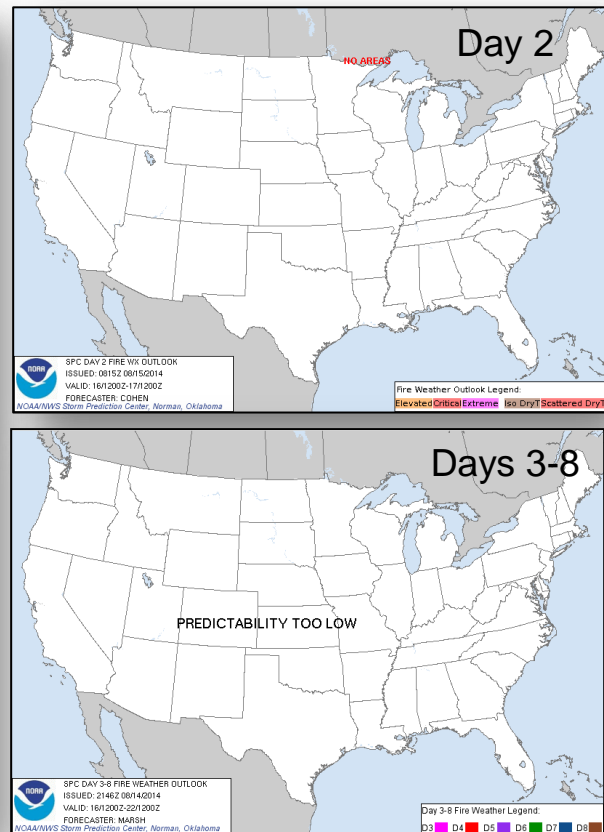 Day 2
NO AREAS
NOAA
SPC DAY 2 FIRE WX OUTLOOK
ISSUED: 0815Z 08/15/2014
VALID: 16/1200Z-17/1200Z
FORECASTER: COHEN
NOAA/NWS Storm Prediction Center, Norman, Oklahoma
Fire Weather Outlook Legend:
Elevated Critical Extreme Iso DryT Scattered DryT
Days 3-8
PREDICTABILITY TOO LOW
NOAA
SPC DAY 3-8 FIRE WEATHER OUTLOOK
ISSUED: 2146Z 08/14/2014
VALID: 16/1200Z-22/1200Z
FORECASTER: MARSH
NOAA/NWS Storm Prediction Center, Norman, Oklahoma
Day 3-8 Fire Weather Legend:
D3 D4 D5 D6 D7 D8